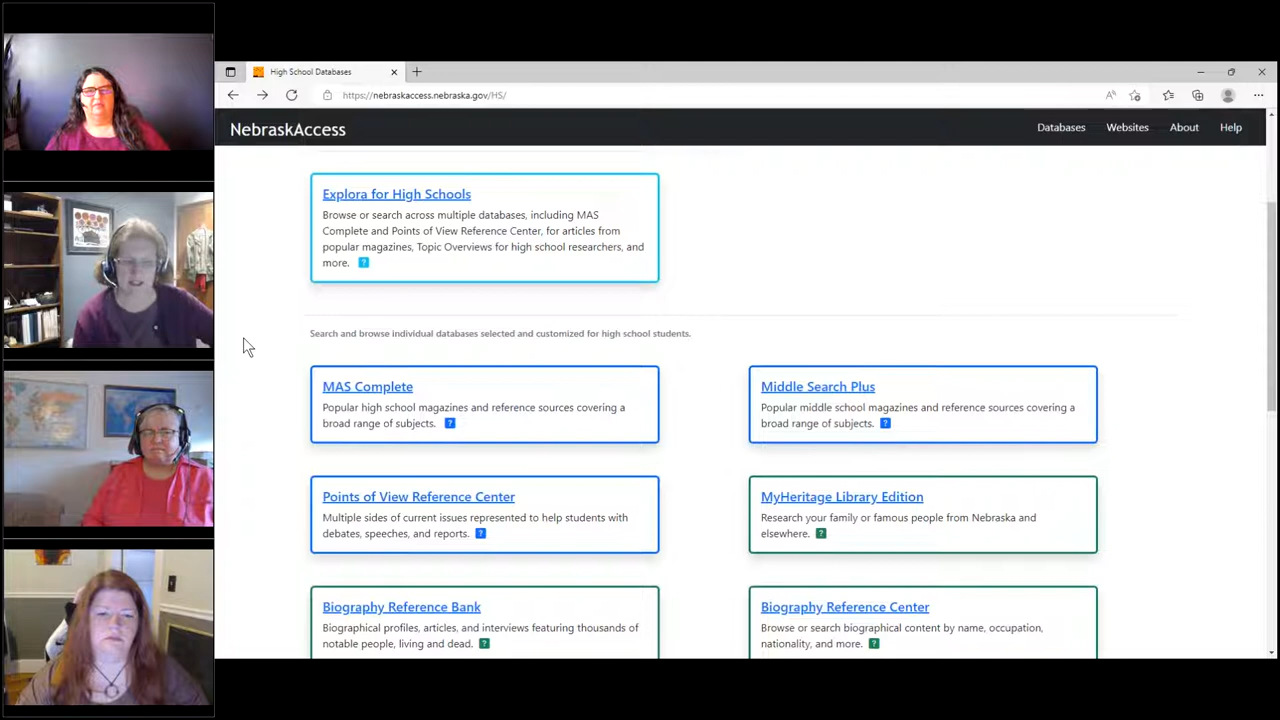 High School Databases
https://nebraskaccess.nebraska.gov/HS/
NebraskAccess
Databases
Websites
About
Help
Explora for High Schools
Browse or search across multiple databases, including MAS
Complete and Points of View Reference Center, for articles from
popular magazines, Topic Overviews for high school researchers, and
more. ?
Search and browse individual databases selected and customized for high school students.
MAS Complete
Popular high school magazines and reference sources covering a
broad range of subjects. ?
Middle Search Plus
Popular middle school magazines and reference sources covering a
broad range of subjects. ?
Points of View Reference Center
Multiple sides of current issues represented to help students with
debates, speeches, and reports. ?
MyHeritage Library Edition
Research your family or famous people from Nebraska and
elsewhere. ?
Biography Reference Bank
Biographical profiles, articles, and interviews featuring thousands of
notable people, living and dead. ?
Biography Reference Center
Browse or search biographical content by name, occupation,
nationality, and more. ?